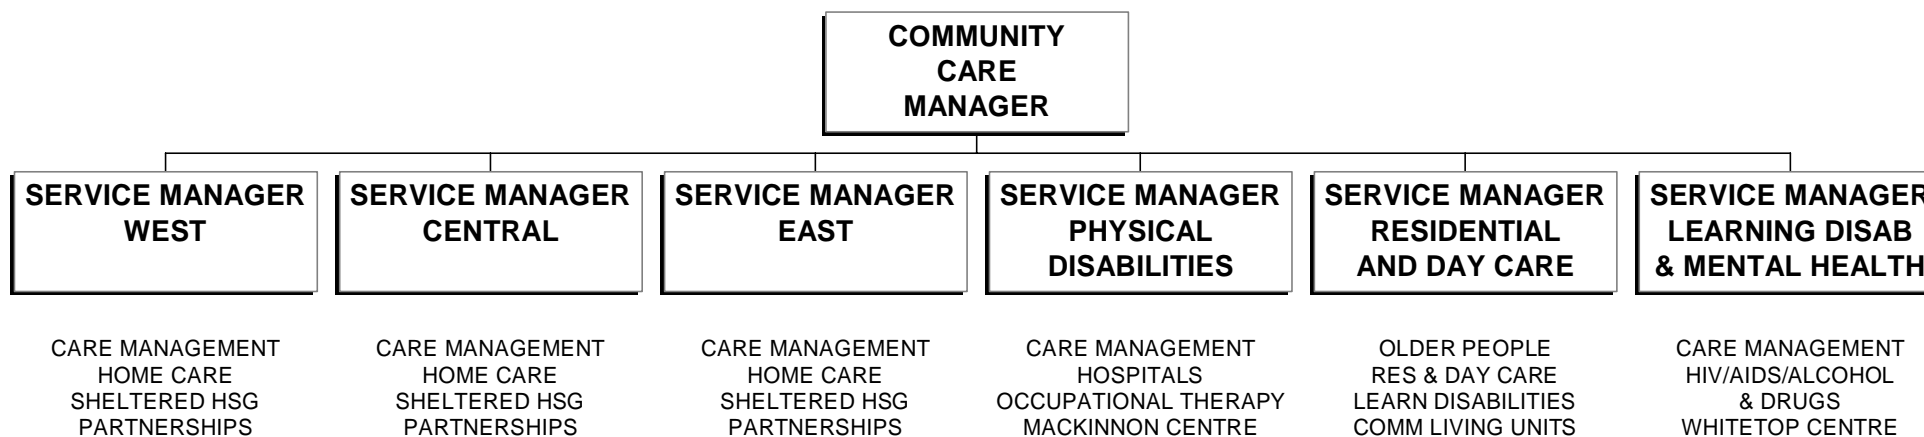 COMMUNITY
CARE
MANAGER
SERVICE MANAGER
WEST
SERVICE MANAGER
CENTRAL
SERVICE MANAGER
EAST
SERVICE MANAGER
PHYSICAL
DISABILITIES
SERVICE MANAGER
RESIDENTIAL
AND DAY CARE
SERVICE MANAGER
LEARNING DISAB
& MENTAL HEALTH
CARE MANAGEMENT
HOME CARE
SHELTERED HSG
PARTNERSHIPS
CARE MANAGEMENT
HOME CARE
SHELTERED HSG
PARTNERSHIPS
CARE MANAGEMENT
HOME CARE
SHELTERED HSG
PARTNERSHIPS
CARE MANAGEMENT
HOSPITALS
OCCUPATIONAL THERAPY
MACKINNON CENTRE
OLDER PEOPLE
RES & DAY CARE
LEARN DISABILITIES
COMM LIVING UNITS
CARE MANAGEMENT
HIV/AIDS/ALCOHOL
& DRUGS
WHITETOP CENTRE